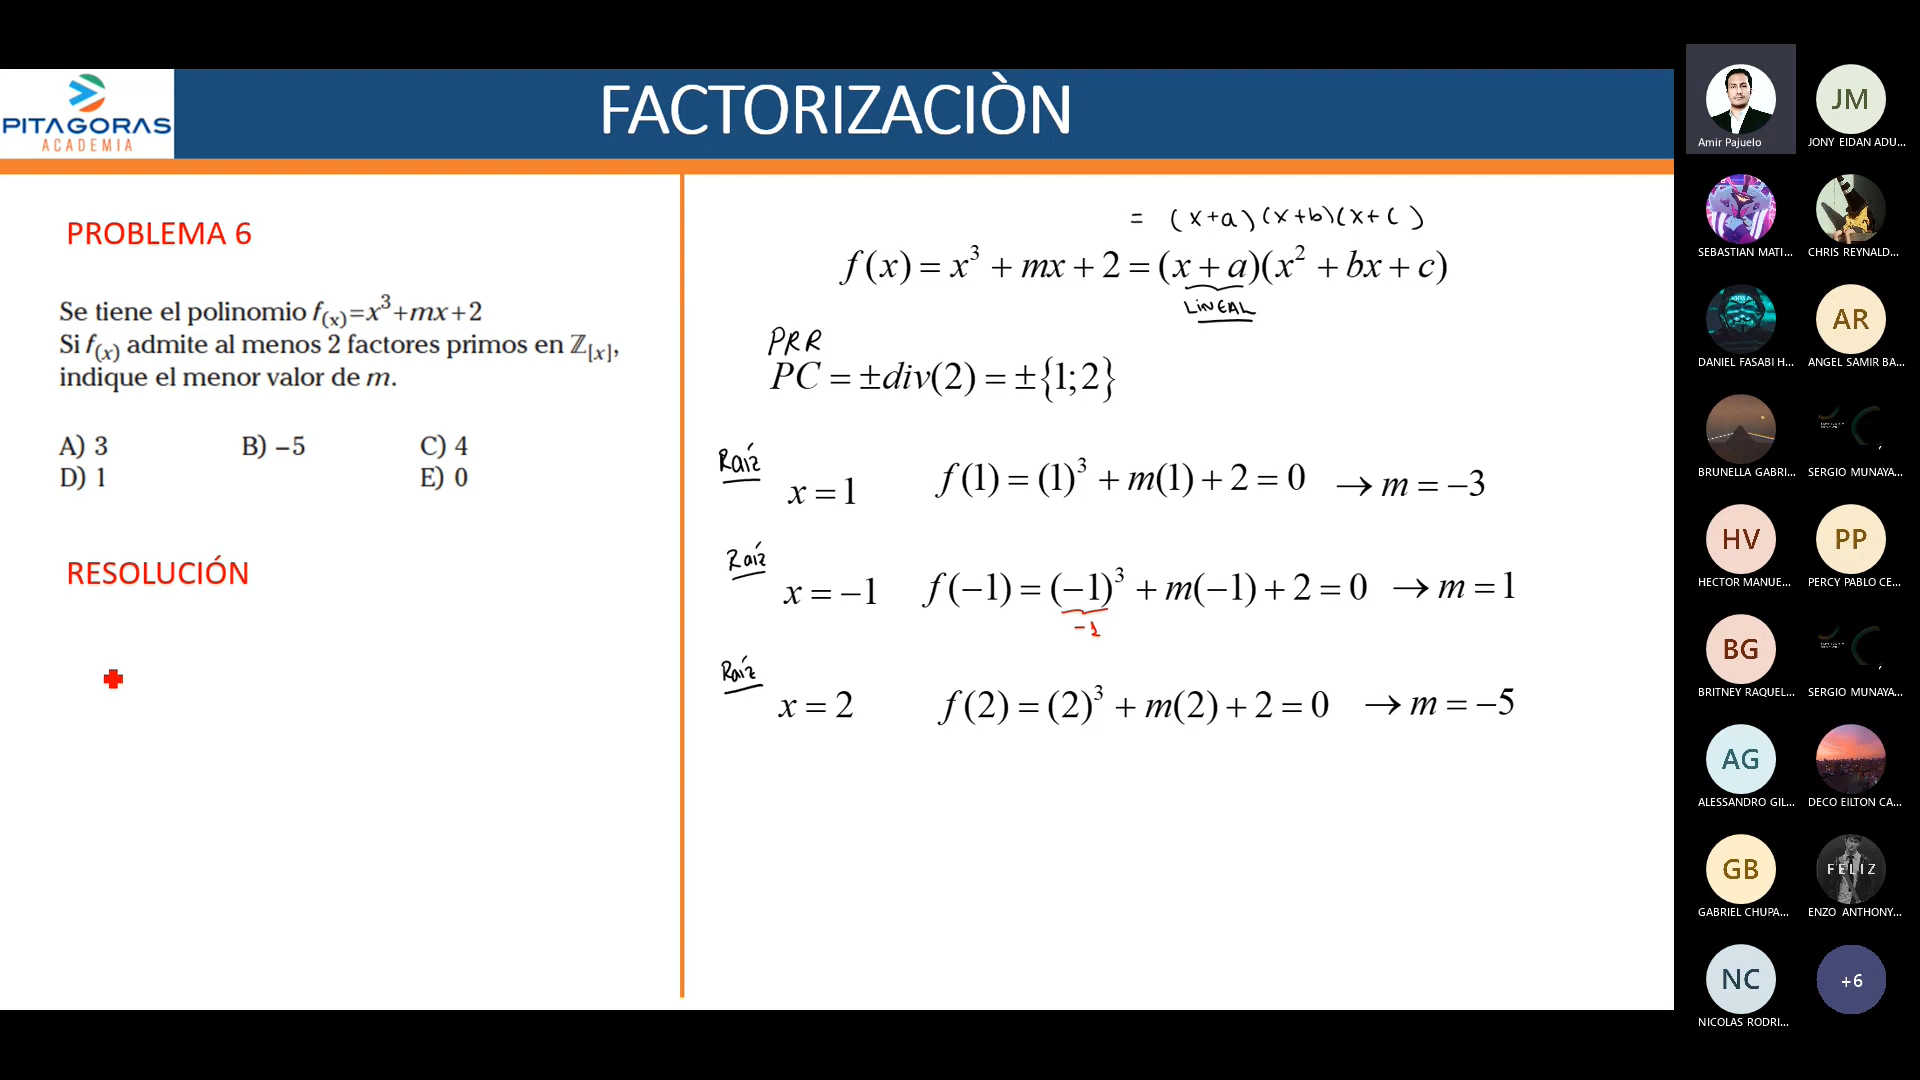 PITAGORAS
ACADEMIA
FACTORIZACIÒN
PROBLEMA 6
Se tiene el polinomio f(x)=x³+mx+2
Si f(x) admite al menos 2 factores primos en ℤ[x],
indique el menor valor de m.
A) 3 B) −5 C) 4
D) 1 E) 0
RESOLUCIÓN
= (x+a)(x+b)(x+c)
f(x) = x³ + mx + 2 = (x + a)(x² + bx + c)
LINEAL
PRR
PC = ±div(2) = ±{1;2}
Raíz
x = 1 f(1) = (1)³ + m(1) + 2 = 0 → m = −3
Raíz
x = −1 f(−1) = (−1)³ + m(−1) + 2 = 0 → m = 1
−1
Raíz
x = 2 f(2) = (2)³ + m(2) + 2 = 0 → m = −5
Amir Pajuelo
JM
JONY EIDAN ADU...
SEBASTIAN MATI...
CHRIS REYNALD...
DANIEL FASABI H...
AR
ANGEL SAMIR BA...
BRUNELLA GABRI...
SERGIO MUNAYA...
HV
HECTOR MANUE...
PP
PERCY PABLO CE...
BG
BRITNEY RAQUEL...
SERGIO MUNAYA...
AG
ALESSANDRO GIL...
DECO EILTON CA...
GB
GABRIEL CHUPA...
FELIZ
ENZO ANTHONY...
NC
NICOLAS RODRI...
+6